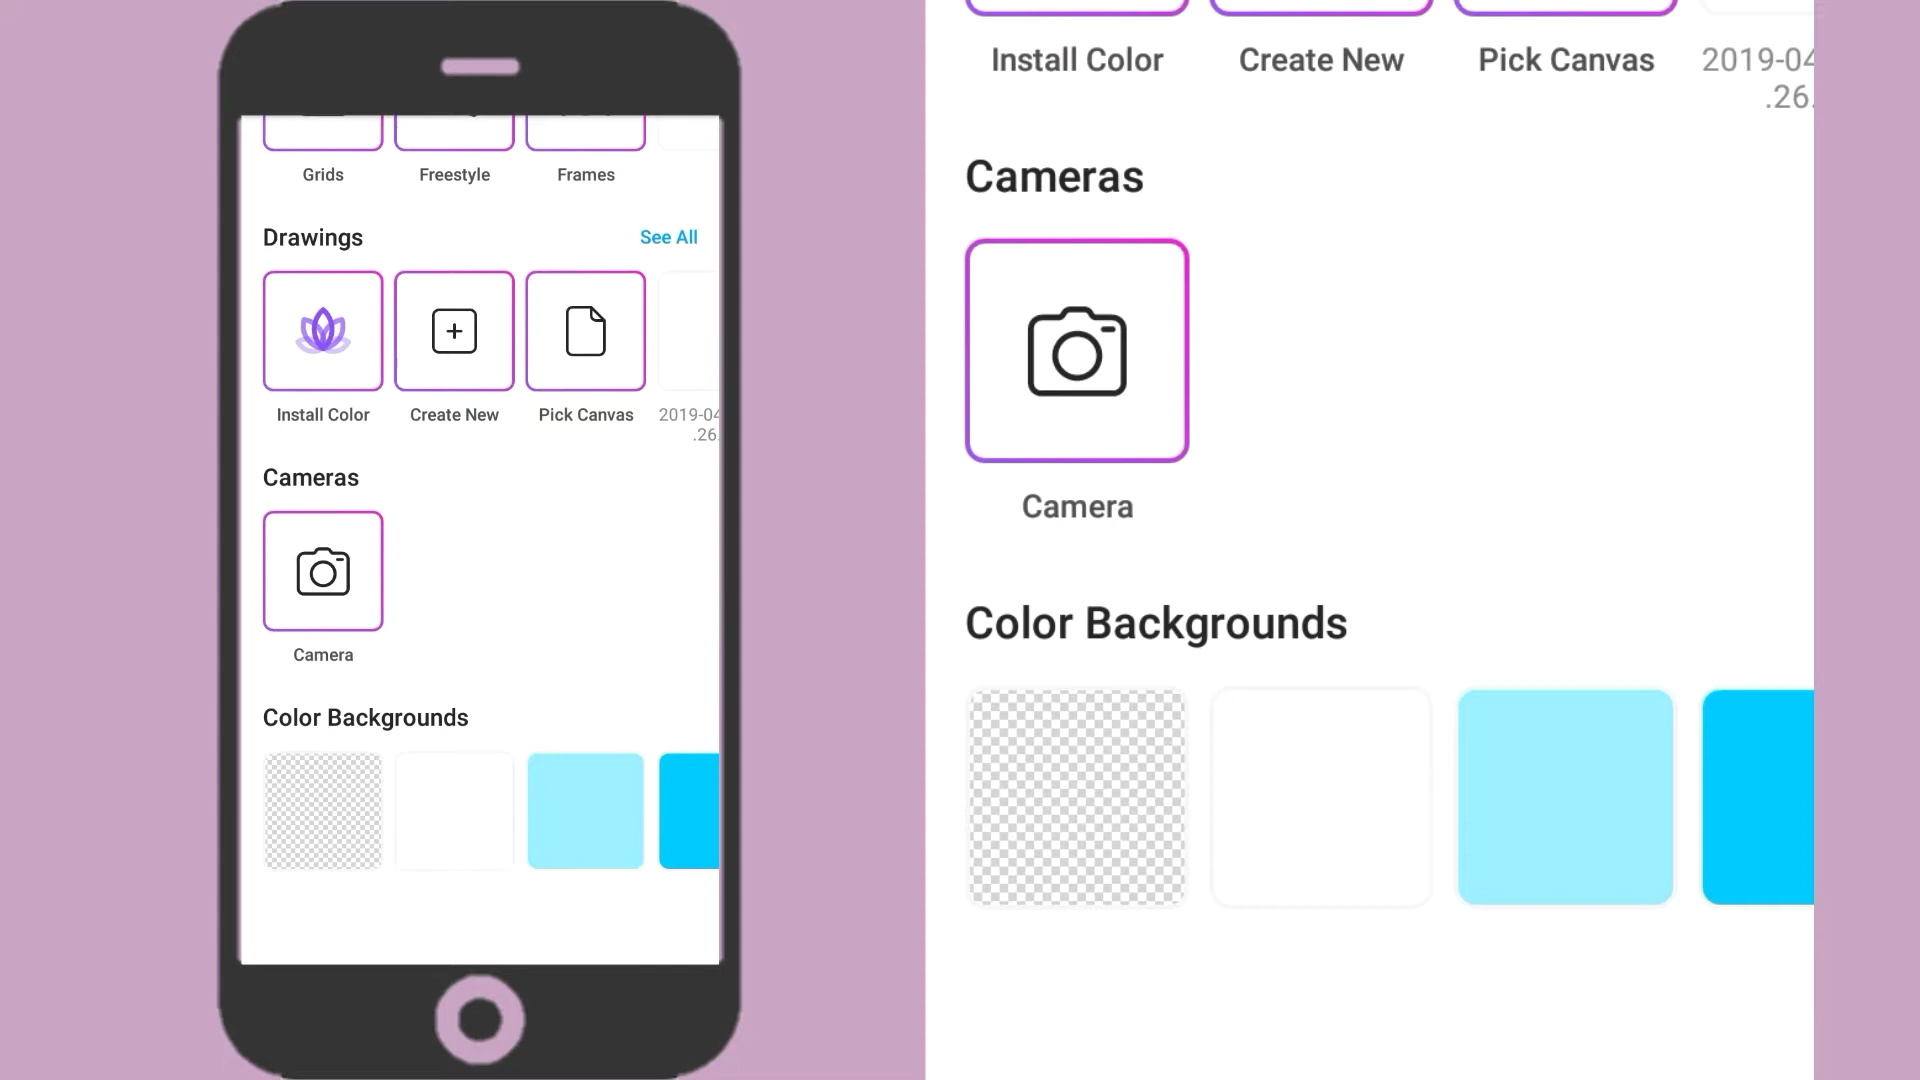 Grids Freestyle Frames
Drawings See All
Install Color Create New Pick Canvas 2019-04
.26.
Cameras
Camera
Color Backgrounds
Install Color Create New Pick Canvas 2019-04
.26.
Cameras
Camera
Color Backgrounds